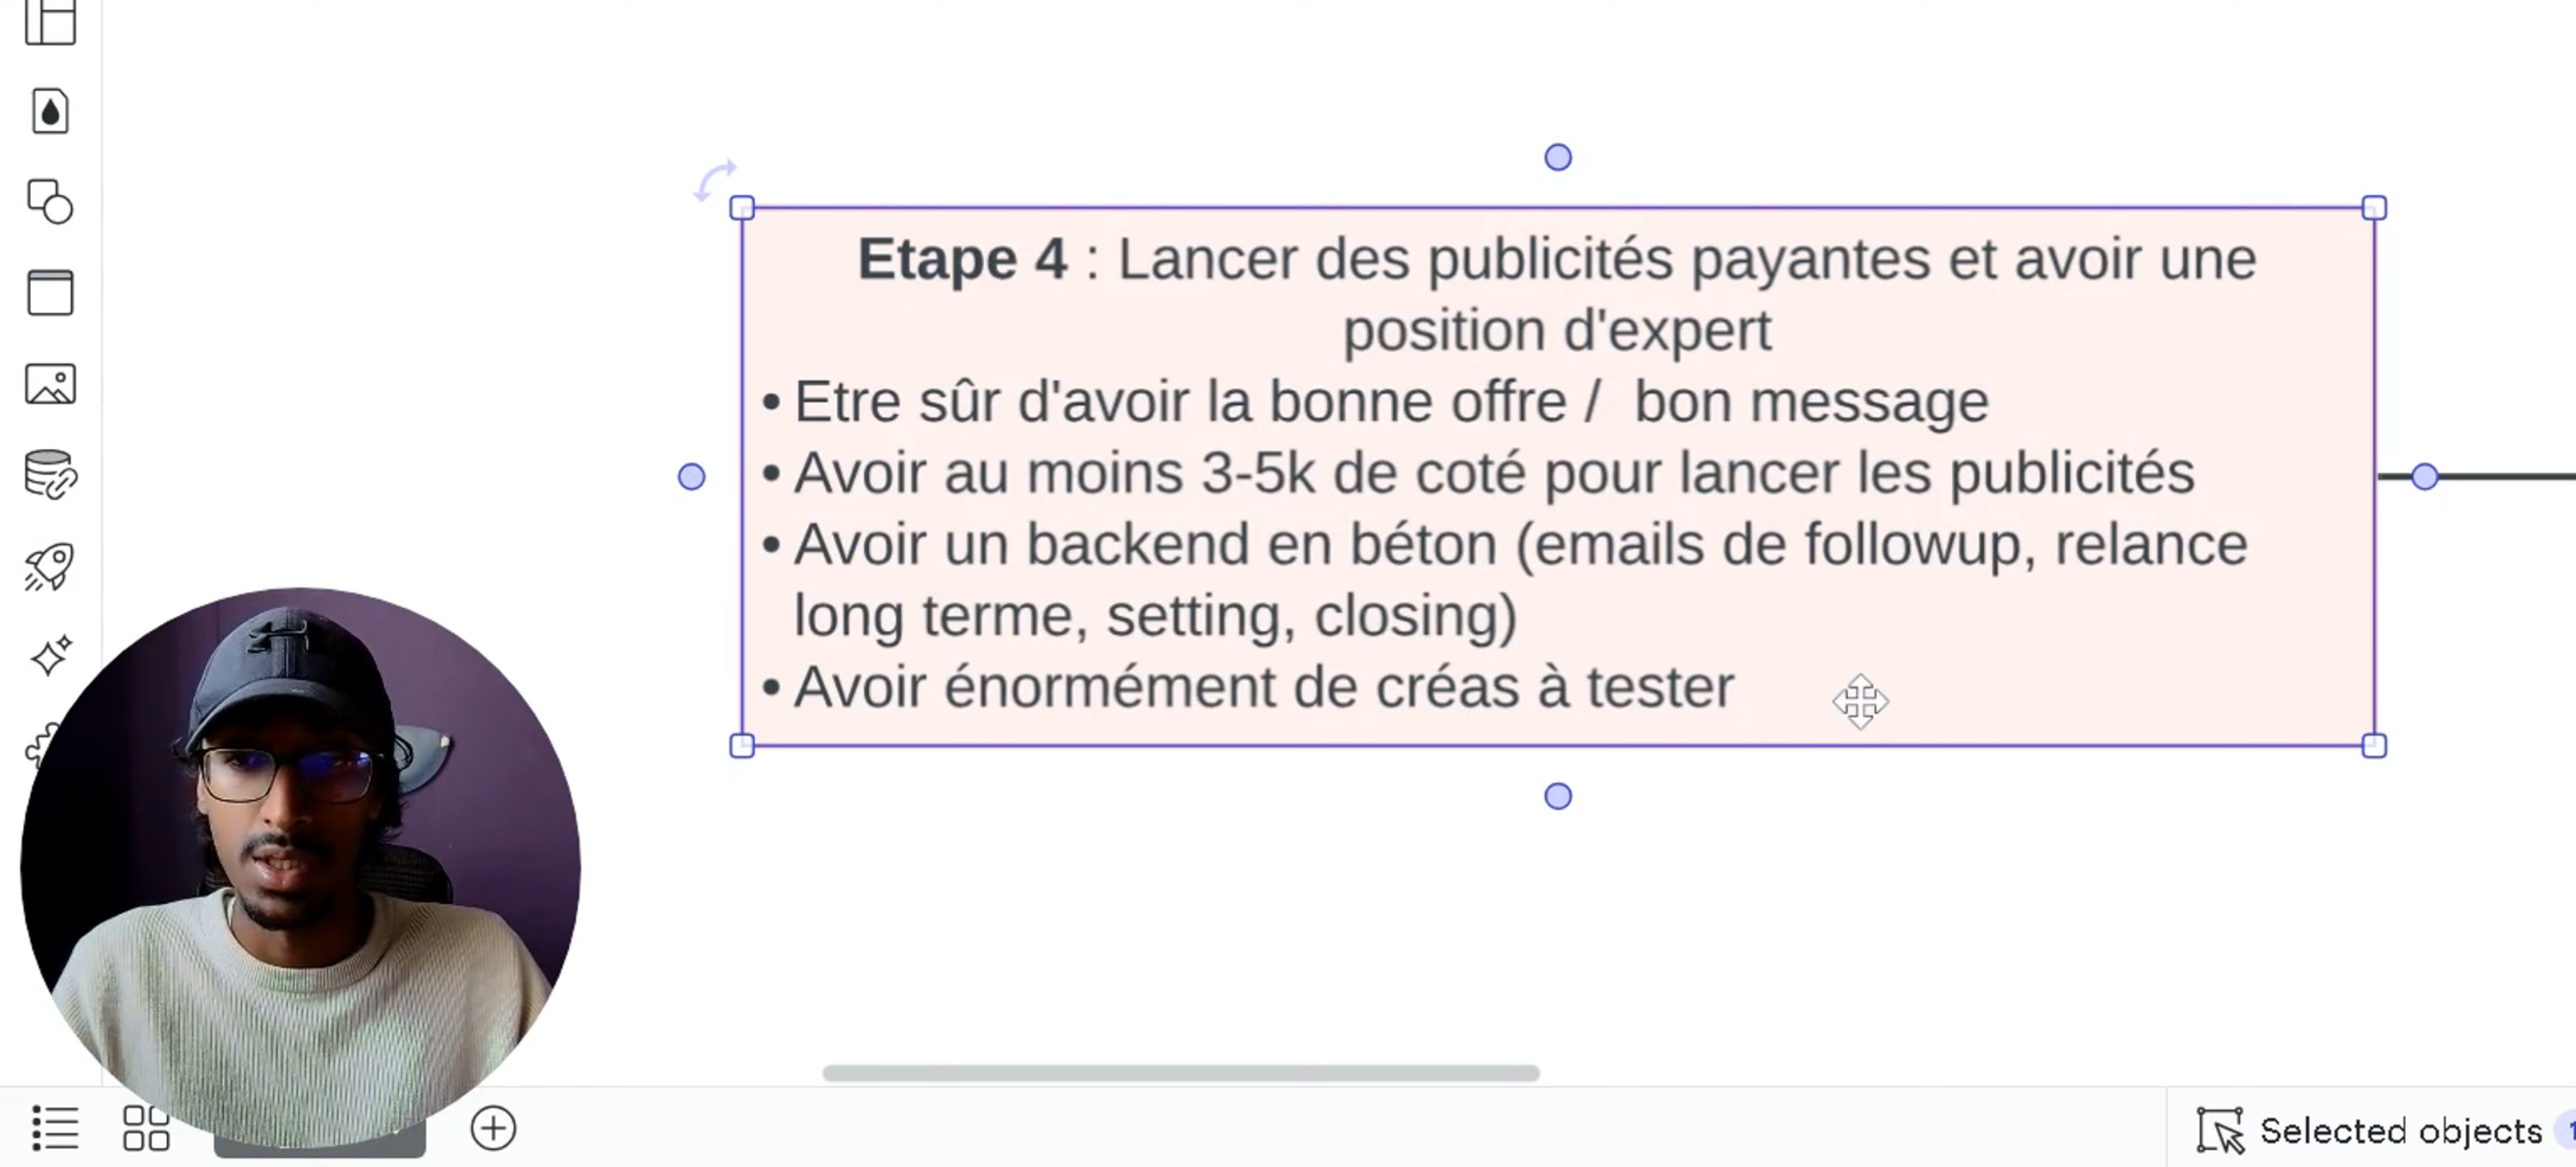 Etape 4 : Lancer des publicités payantes et avoir une
position d'expert
• Etre sûr d'avoir la bonne offre /  bon message
• Avoir au moins 3-5k de coté pour lancer les publicités
• Avoir un backend en béton (emails de followup, relance
long terme, setting, closing)
• Avoir énormément de créas à tester
Selected objects 1